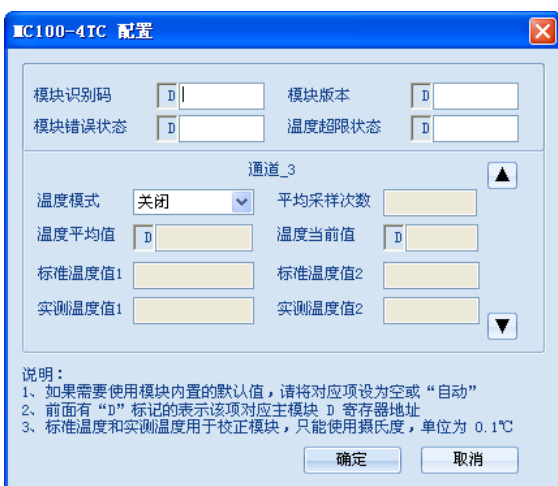 MC100-4TC 配置
模块识别码 D 模块版本 D
模块错误状态 D 温度超限状态 D
通道_3
温度模式 关闭 平均采样次数
温度平均值 D 温度当前值 D
标准温度值1 标准温度值2
实测温度值1 实测温度值2
说明：
1、如果需要使用模块内置的默认值，请将对应项设为空或“自动”
2、前面有“D”标记的表示该项对应主模块 D 寄存器地址
3、标准温度和实测温度用于校正模块，只能使用摄氏度，单位为 0.1℃
确定 取消